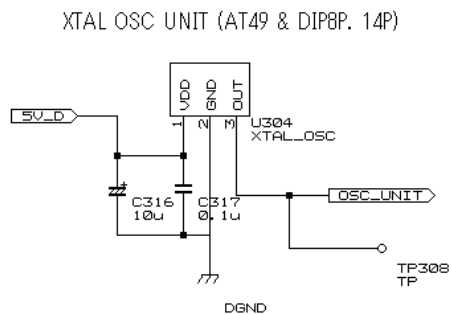 XTAL OSC UNIT (AT49 & DIP8P. 14P)
VDD GND OUT
5V_D
1 2 3 U304
XTAL_OSC
+
C316 C317 OSC_UNIT
10u 0.1u
TP308
TP
DGND